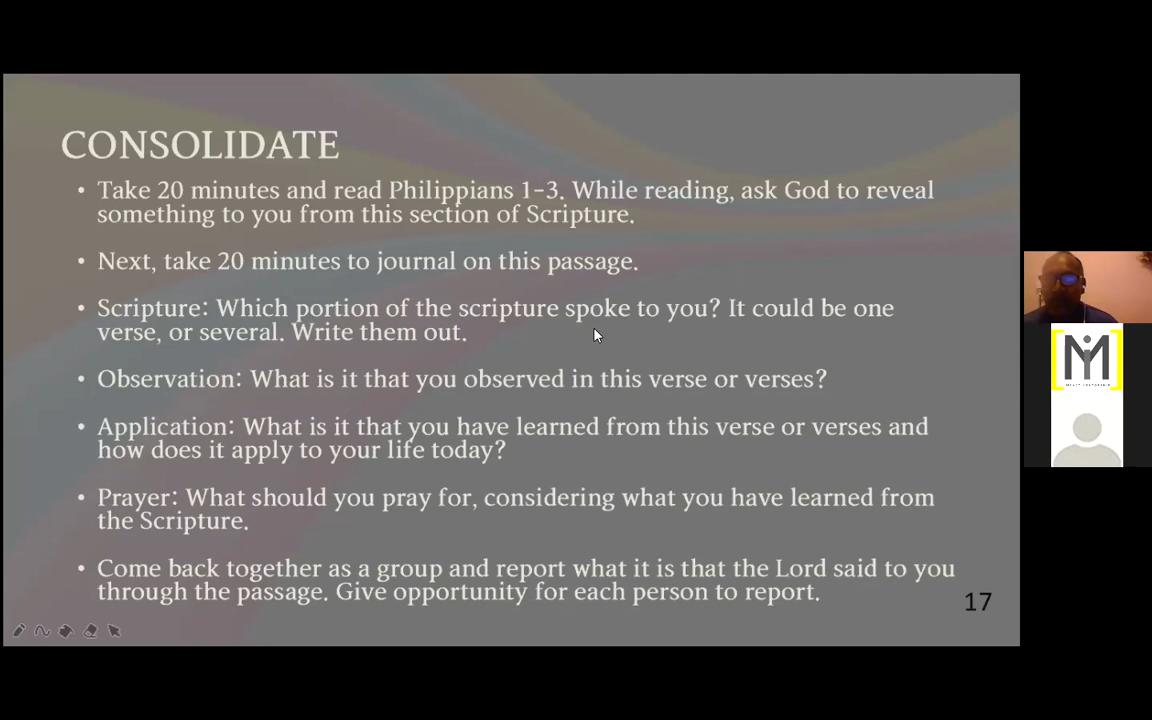 CONSOLIDATE
• Take 20 minutes and read Philippians 1-3. While reading, ask God to reveal
something to you from this section of Scripture.
• Next, take 20 minutes to journal on this passage.
• Scripture: Which portion of the scripture spoke to you? It could be one
verse, or several. Write them out.
• Observation: What is it that you observed in this verse or verses?
• Application: What is it that you have learned from this verse or verses and
how does it apply to your life today?
• Prayer: What should you pray for, considering what you have learned from
the Scripture.
• Come back together as a group and report what it is that the Lord said to you
through the passage. Give opportunity for each person to report.
17